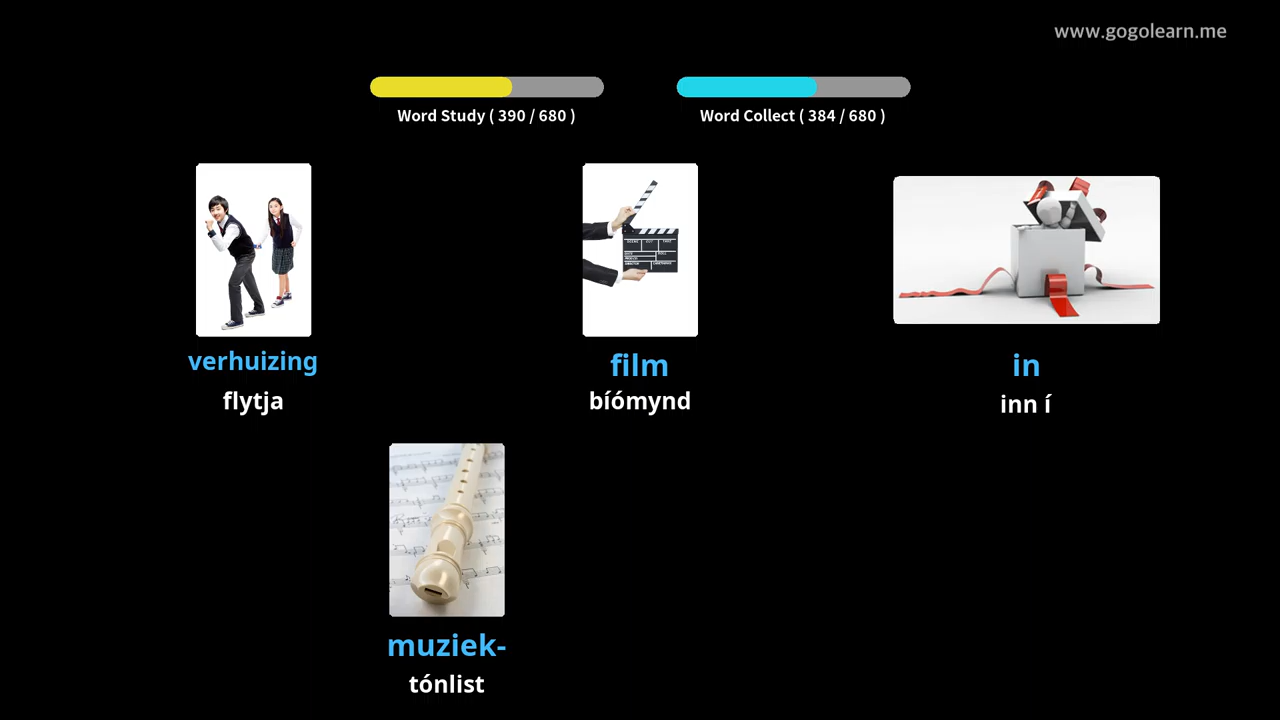 www.gogolearn.me
Word Study ( 390 / 680 )
Word Collect ( 384 / 680 )
verhuizing
flytja
film
bíómynd
in
inn í
muziek-
tónlist